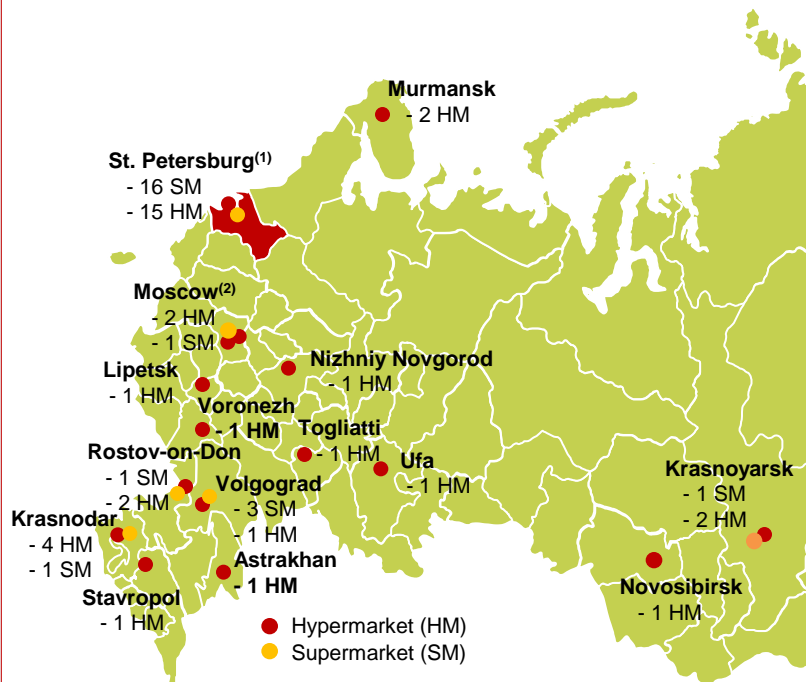 Murmansk
- 2 HM
St. Petersburg(1)
- 16 SM
- 15 HM
Moscow(2)
- 2 HM
- 1 SM
Nizhniy Novgorod
- 1 HM
Lipetsk
- 1 HM
Voronezh
- 1 HM
Togliatti
- 1 HM
Ufa
- 1 HM
Rostov-on-Don
- 1 SM
- 2 HM
Volgograd
- 3 SM
- 1 HM
Krasnoyarsk
- 1 SM
- 2 HM
Krasnodar
- 4 HM
- 1 SM
Astrakhan
- 1 HM
Stavropol
- 1 HM
Novosibirsk
- 1 HM
Hypermarket (HM)
Supermarket (SM)